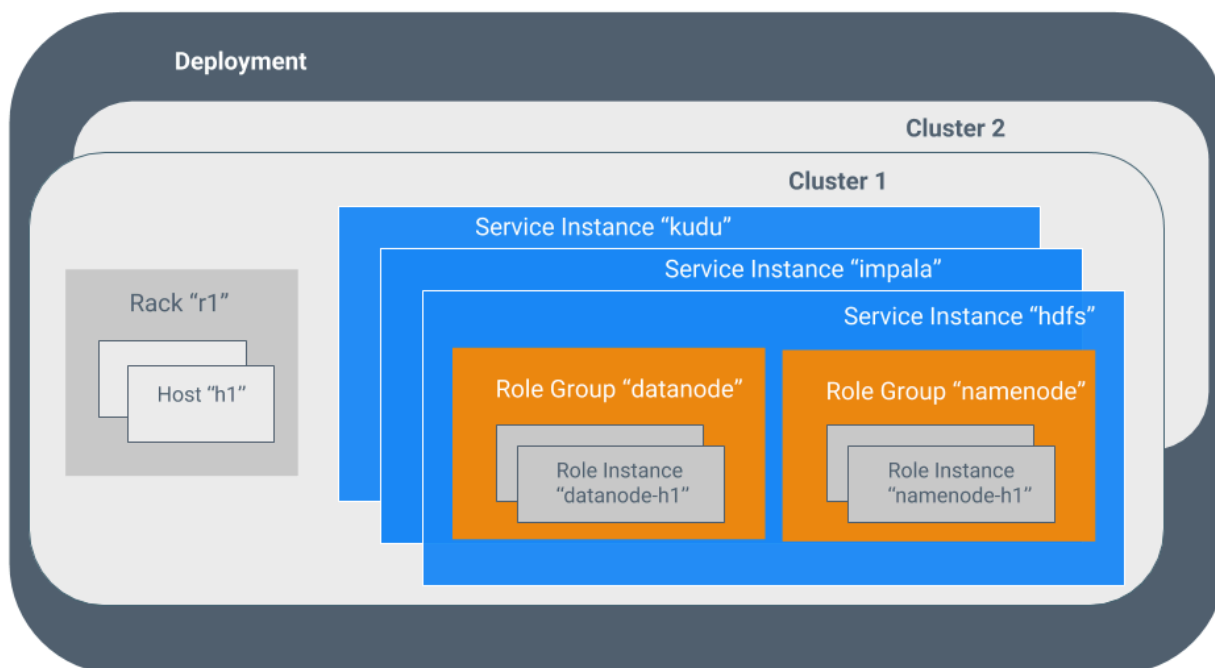 Deployment
Cluster 2
Cluster 1
Service Instance “kudu”
Service Instance “impala”
Service Instance “hdfs”
Rack “r1”
Host “h1”
Role Group “datanode”
Role Instance
“datanode-h1”
Role Group “namenode”
Role Instance
“namenode-h1”